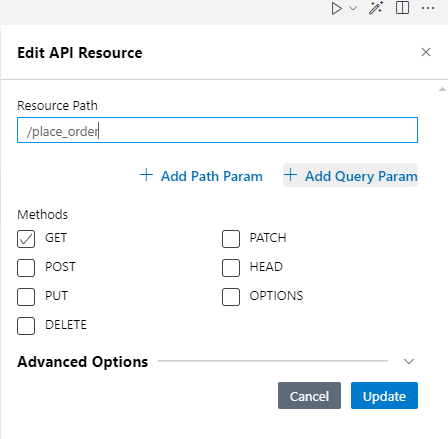 Edit API Resource
Resource Path
/place_order
Add Path Param
Add Query Param
Methods
GET
PATCH
POST
HEAD
PUT
OPTIONS
DELETE
Advanced Options
Cancel
Update